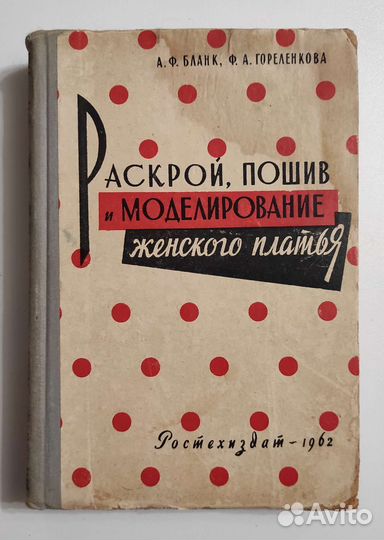 А. Ф. БЛАНК, Ф. А. ГОРЕЛЕНКОВА
РАСКРОЙ, ПОШИВ
и МОДЕЛИРОВАНИЕ
женского платья
Ростехиздат – 1962
Avito